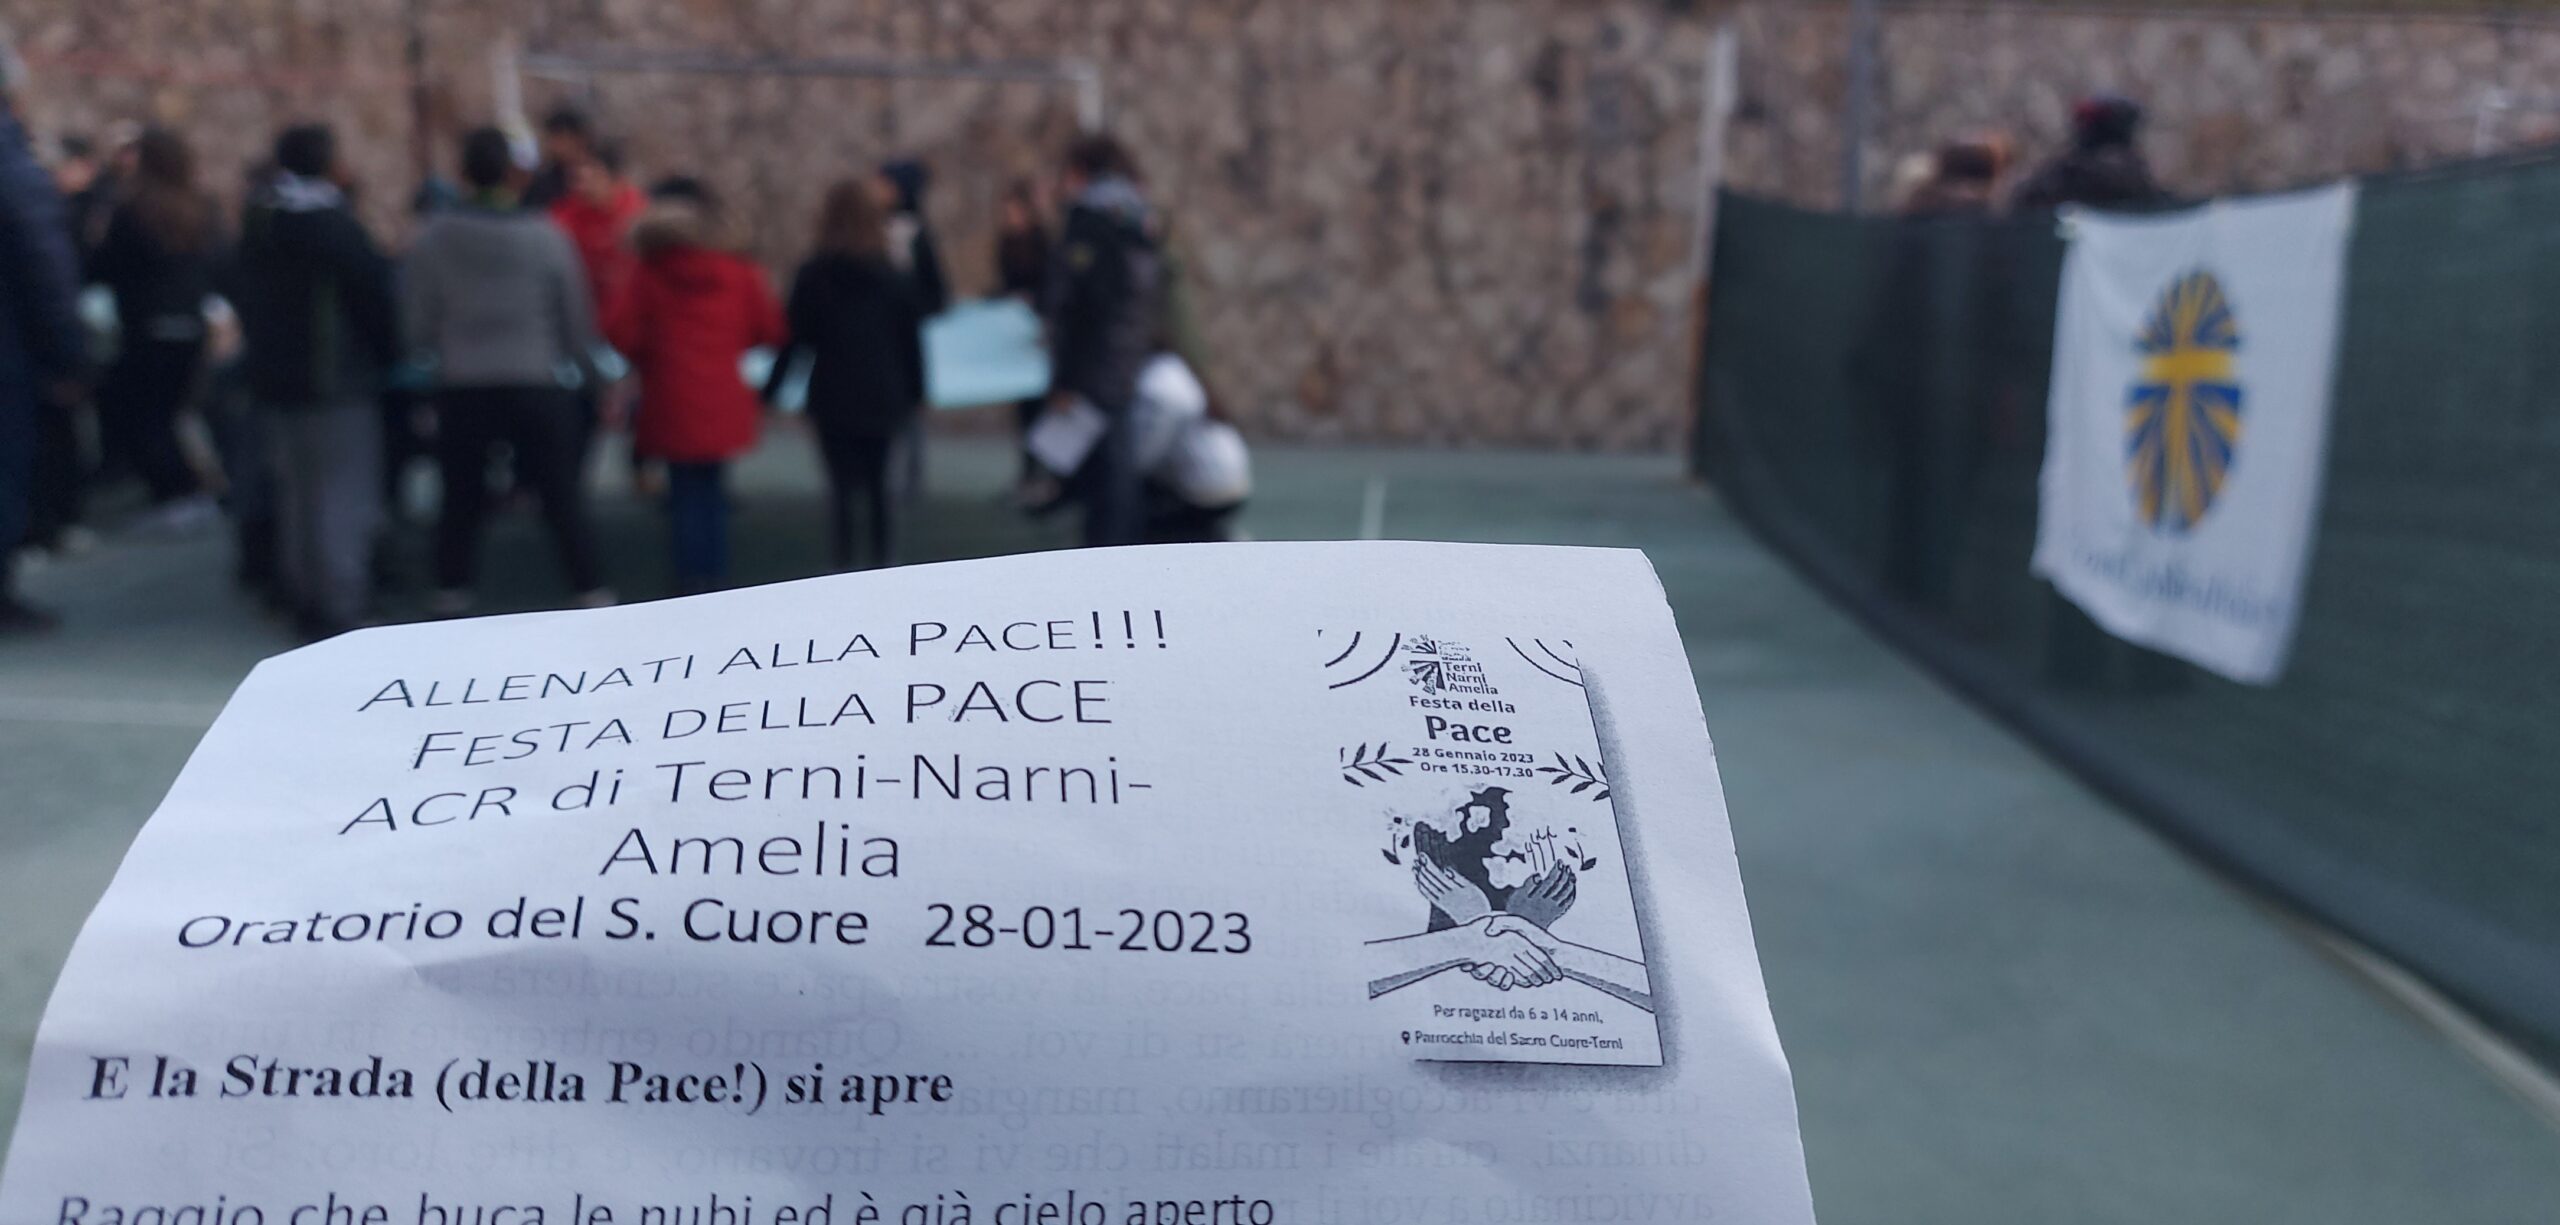 ALLENATI ALLA PACE!!!
FESTA DELLA PACE
ACR di Terni-Narni-
Amelia
Oratorio del S. Cuore 28-01-2023
E la Strada (della Pace!) si apre
Raggio che buca le nubi ed è già cielo aperto
Terni
Narni
Amelia
Festa della
Pace
28 Gennaio 2023
Ore 15.30-17.30
Per ragazzi da 6 a 14 anni,
Parrocchia del Sacro Cuore-Terni